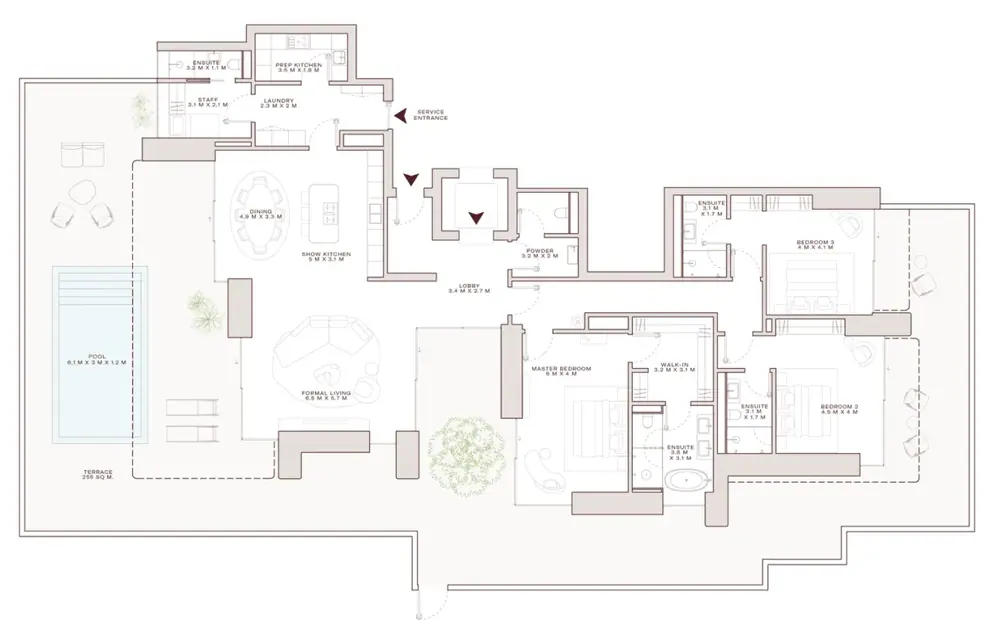 ENSUITE
3.2 M X 1.1 M
PREP KITCHEN
3.5 M X 1.9 M
STAFF
3.1 M X 2.1 M
LAUNDRY
2.3 M X 2 M
SERVICE
ENTRANCE
DINING
4.9 M X 3.3 M
SHOW KITCHEN
5 M X 3.1 M
POWDER
3.2 M X 2 M
LOBBY
3.4 M X 2.7 M
ENSUITE
3.1 M
X 1.7 M
BEDROOM 3
4 M X 4.1 M
POOL
6.1 M X 3 M X 1.2 M
FORMAL LIVING
6.5 M X 5.7 M
MASTER BEDROOM
5 M X 4 M
WALK-IN
3.2 M X 3.1 M
ENSUITE
3.1 M
X 1.7 M
BEDROOM 2
4.5 M X 4 M
ENSUITE
3.8 M
X 3.1 M
TERRACE
255 SQ M.